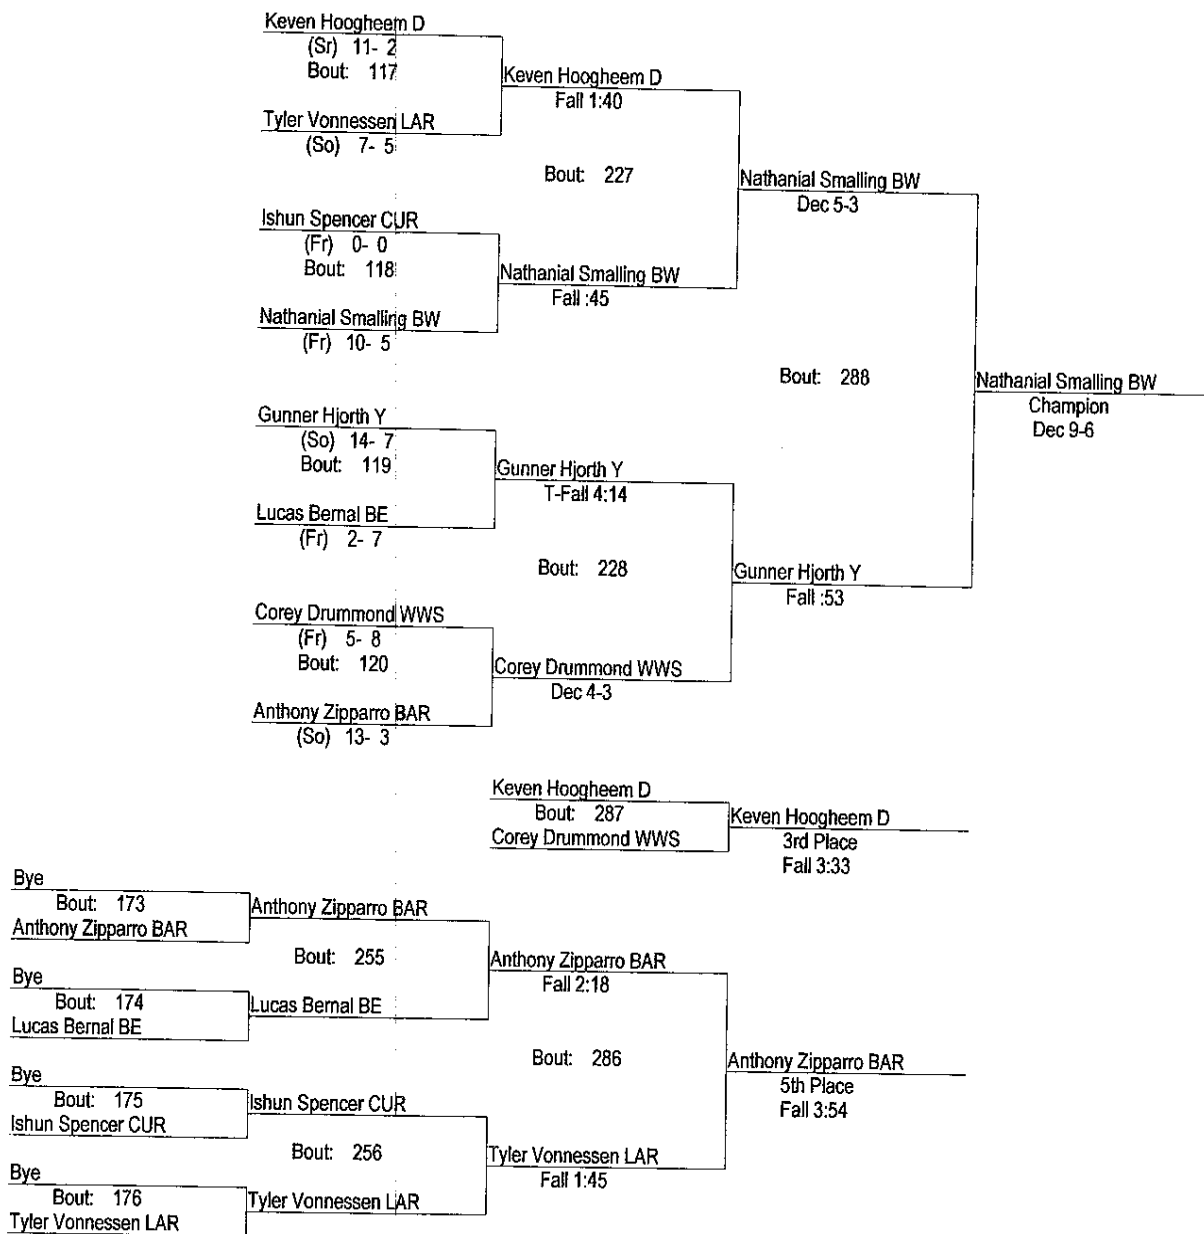 Keven Hoogheem D
(Sr) 11- 2
Bout: 117
Keven Hoogheem D
Fall 1:40
Tyler Vonnessen LAR
(So) 7- 5
Bout: 227
Nathanial Smalling BW
Dec 5-3
Ishun Spencer CUR
(Fr) 0- 0
Bout: 118
Nathanial Smalling BW
Fall :45
Nathanial Smalling BW
(Fr) 10- 5
Bout: 288
Nathanial Smalling BW
Champion
Dec 9-6
Gunner Hjorth Y
(So) 14- 7
Bout: 119
Gunner Hjorth Y
T-Fall 4:14
Lucas Bernal BE
(Fr) 2- 7
Bout: 228
Gunner Hjorth Y
Fall :53
Corey Drummond WWS
(Fr) 5- 8
Bout: 120
Corey Drummond WWS
Dec 4-3
Anthony Zipparro BAR
(So) 13- 3
Keven Hoogheem D
Bout: 287
Corey Drummond WWS
Keven Hoogheem D
3rd Place
Fall 3:33
Bye
Bout: 173
Anthony Zipparro BAR
Anthony Zipparro BAR
Bout: 255
Anthony Zipparro BAR
Fall 2:18
Bye
Bout: 174
Lucas Bernal BE
Lucas Bernal BE
Bout: 286
Anthony Zipparro BAR
5th Place
Fall 3:54
Bye
Bout: 175
Ishun Spencer CUR
Ishun Spencer CUR
Bout: 256
Tyler Vonnessen LAR
Fall 1:45
Bye
Bout: 176
Tyler Vonnessen LAR
Tyler Vonnessen LAR